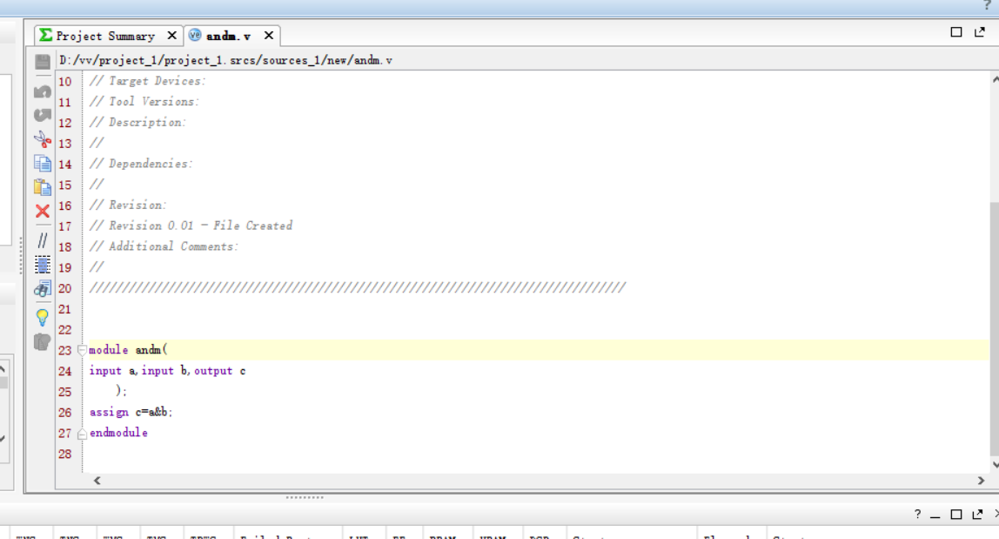 ?
Project Summary × andm.v ×
D:/vv/project_1/project_1.srcs/sources_1/new/andm.v
10 // Target Devices:
11 // Tool Versions:
12 // Description:
13 //
14 // Dependencies:
15 //
16 // Revision:
17 // Revision 0.01 - File Created
18 // Additional Comments:
19 //
20 //////////////////////////////////////////////////////////////////////////////////
21
22
23 module andm(
24 input a,input b,output c
25 );
26 assign c=a&b;
27 endmodule
28
?